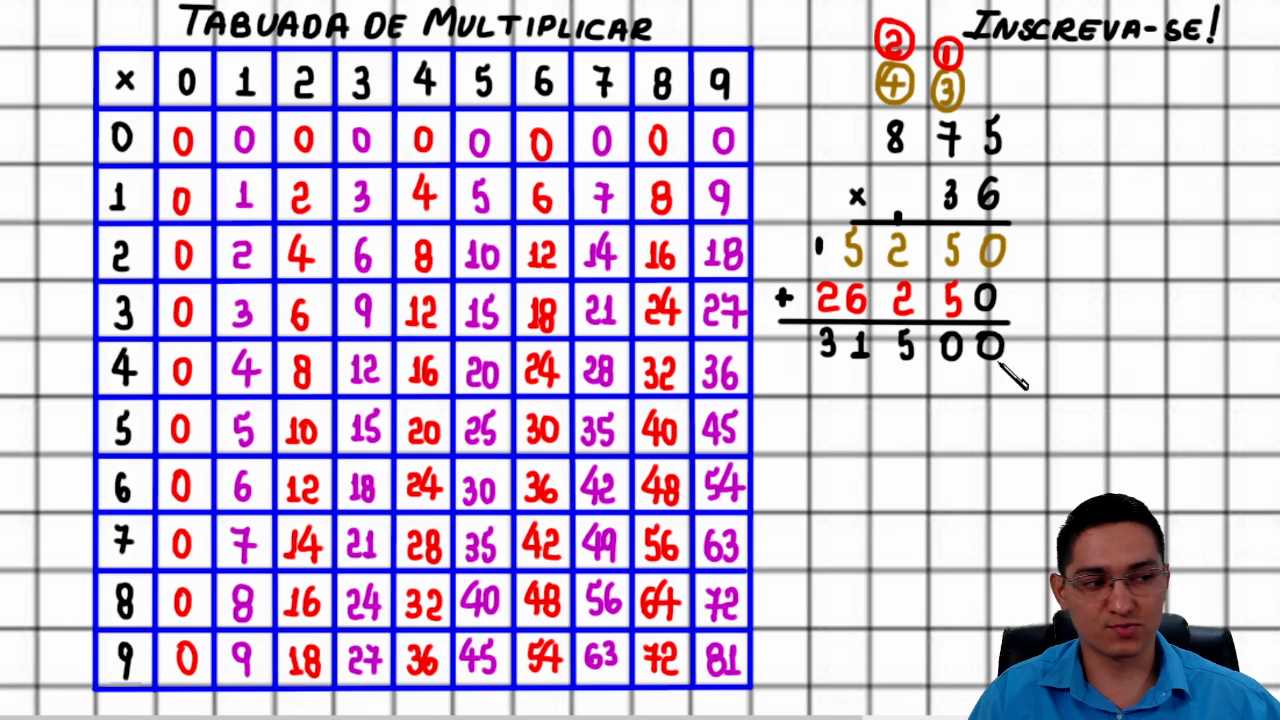 TABUADA DE MULTIPLICAR
x 0 1 2 3 4 5 6 7 8 9
0 0 0 0 0 0 0 0 0 0 0
1 0 1 2 3 4 5 6 7 8 9
2 0 2 4 6 8 10 12 14 16 18
3 0 3 6 9 12 15 18 21 24 27
4 0 4 8 12 16 20 24 28 32 36
5 0 5 10 15 20 25 30 35 40 45
6 0 6 12 18 24 30 36 42 48 54
7 0 7 14 21 28 35 42 49 56 63
8 0 8 16 24 32 40 48 56 64 72
9 0 9 18 27 36 45 54 63 72 81
INSCREVA-SE!
2 1
4 3
8 7 5
x 3 6
5 2 5 0
+ 2 6 2 5 0
3 1 5 0 0